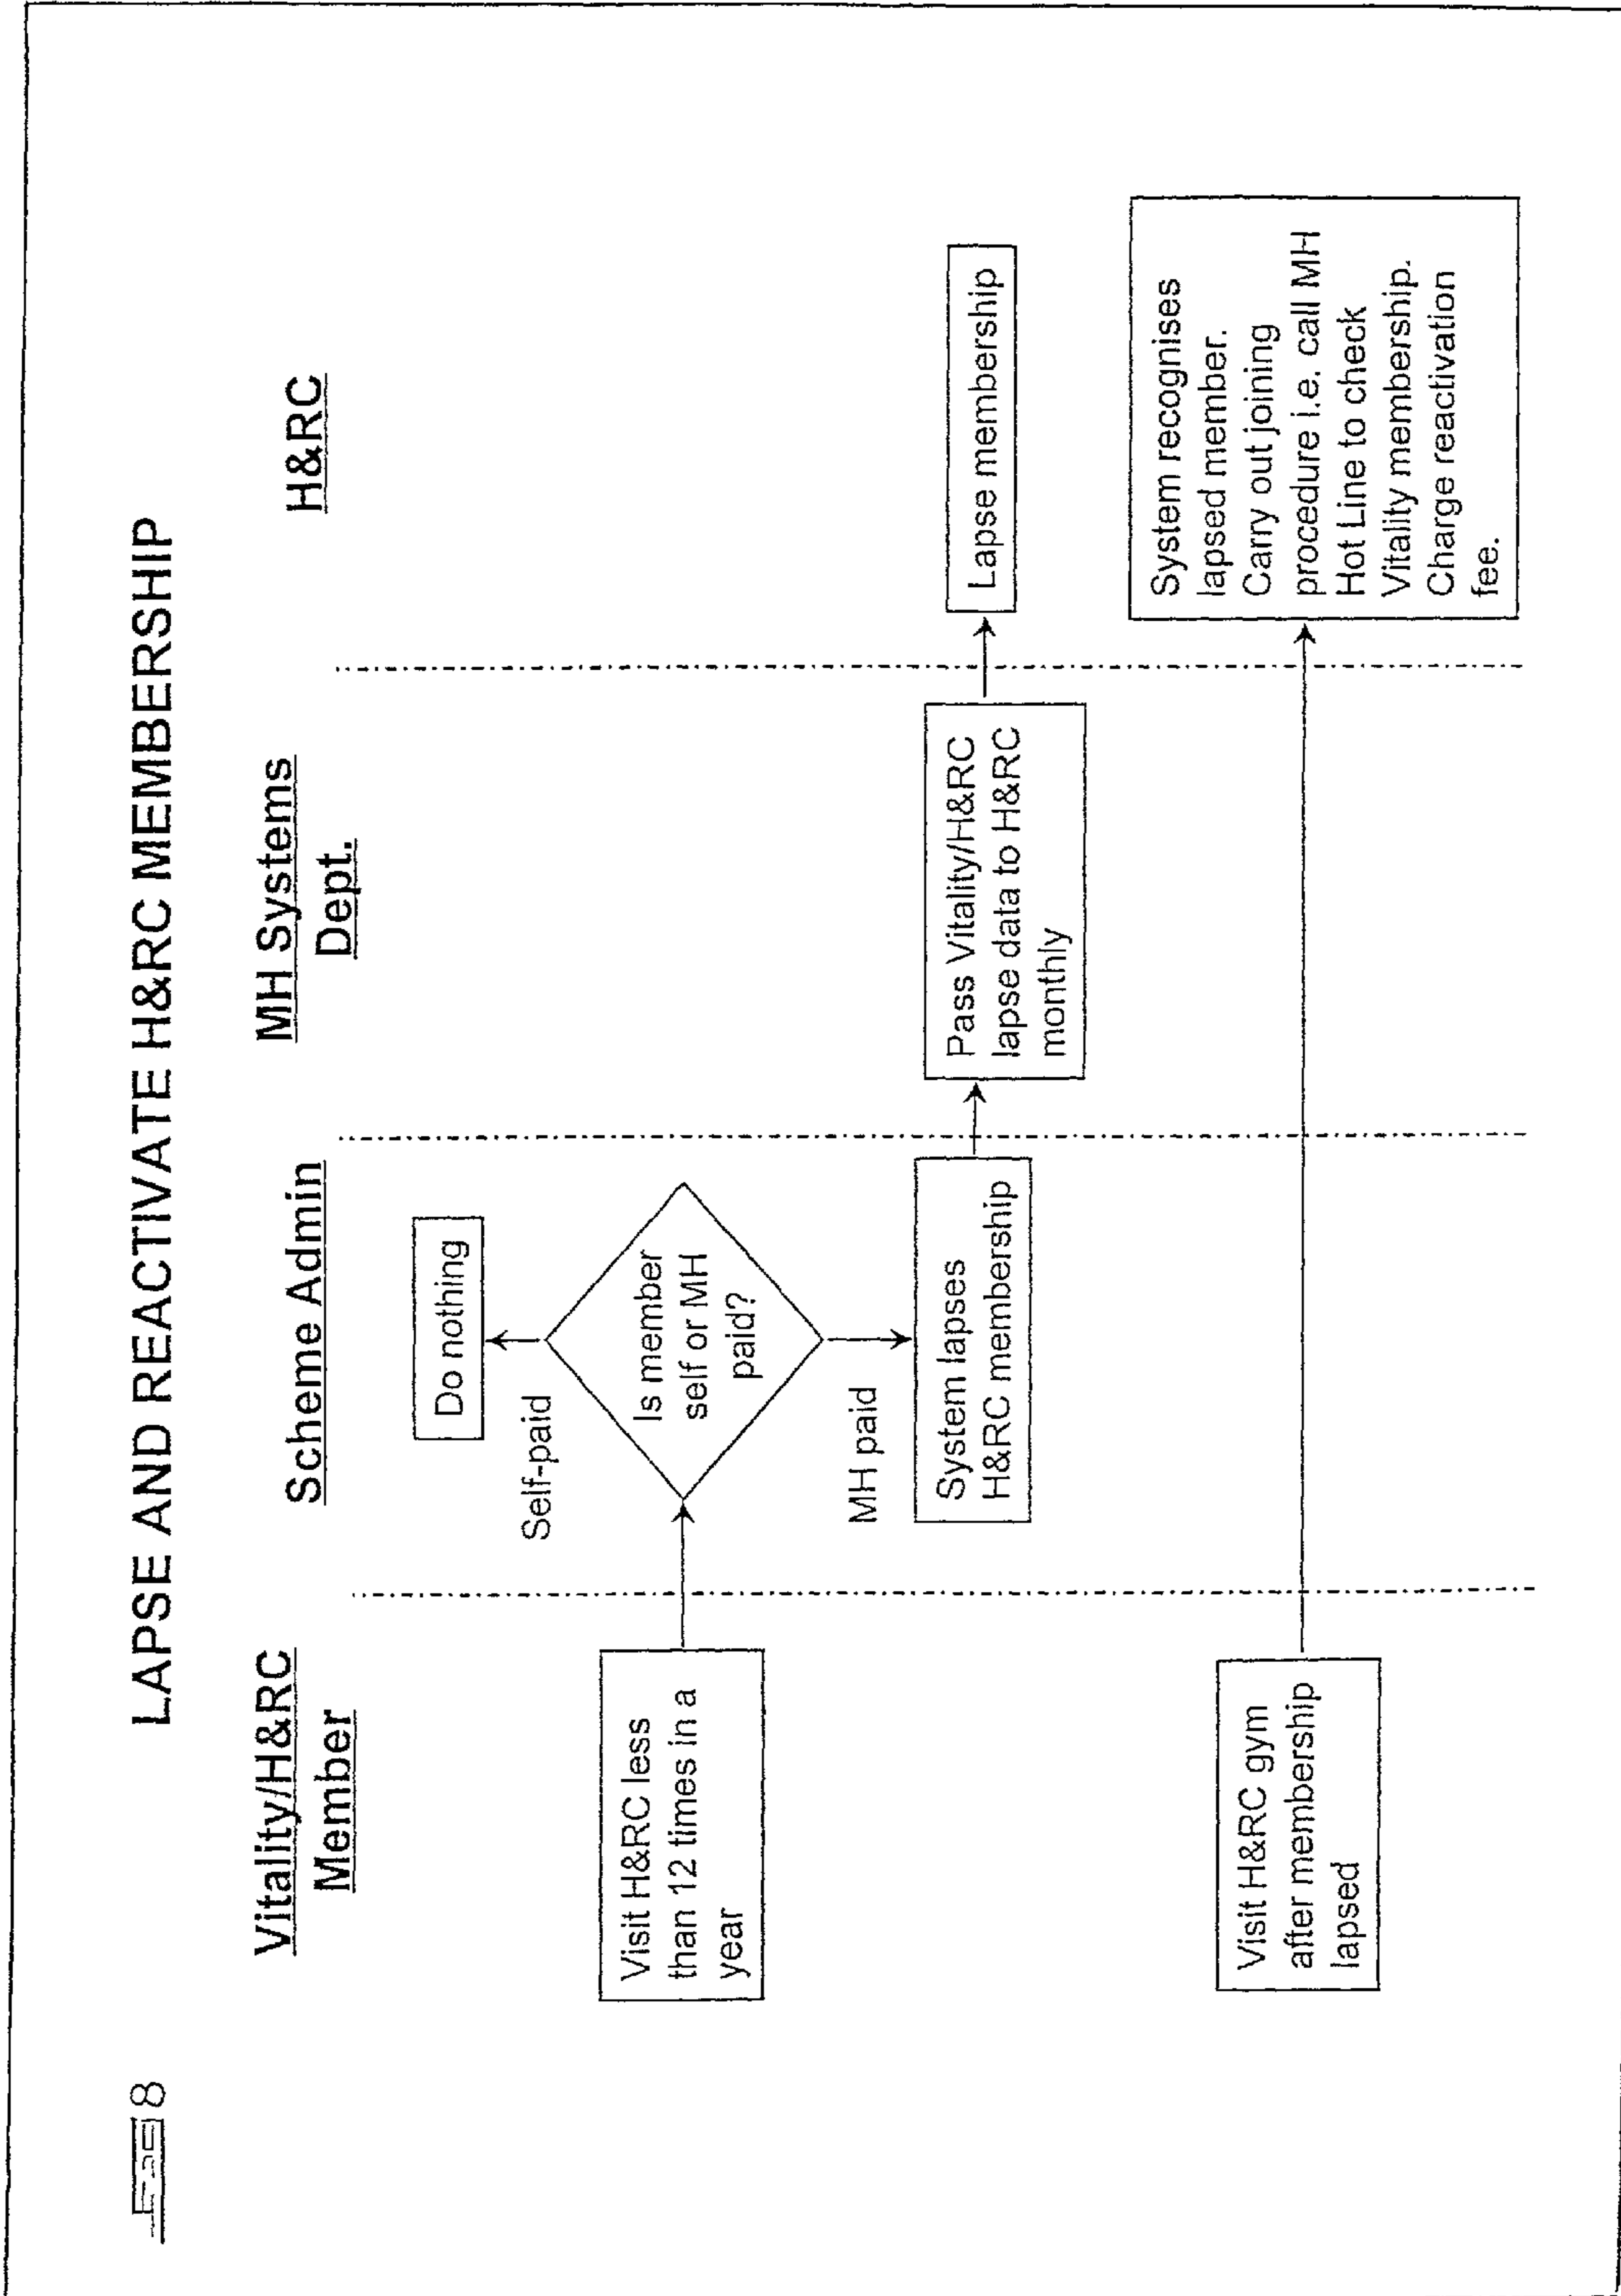 8
LAPSE AND REACTIVATE H&RC MEMBERSHIP
Vitality/H&RC
Member
Scheme Admin
MH Systems
Dept.
H&RC
Do nothing
Self-paid
Visit H&RC less
than 12 times in a
year
Is member
self or MH
paid?
MH paid
System lapses
H&RC membership
Pass Vitality/H&RC
lapse data to H&RC
monthly
Lapse membership
Visit H&RC gym
after membership
lapsed
System recognises
lapsed member.
Carry out joining
procedure i.e. call MH
Hot Line to check
Vitality membership.
Charge reactivation
fee.